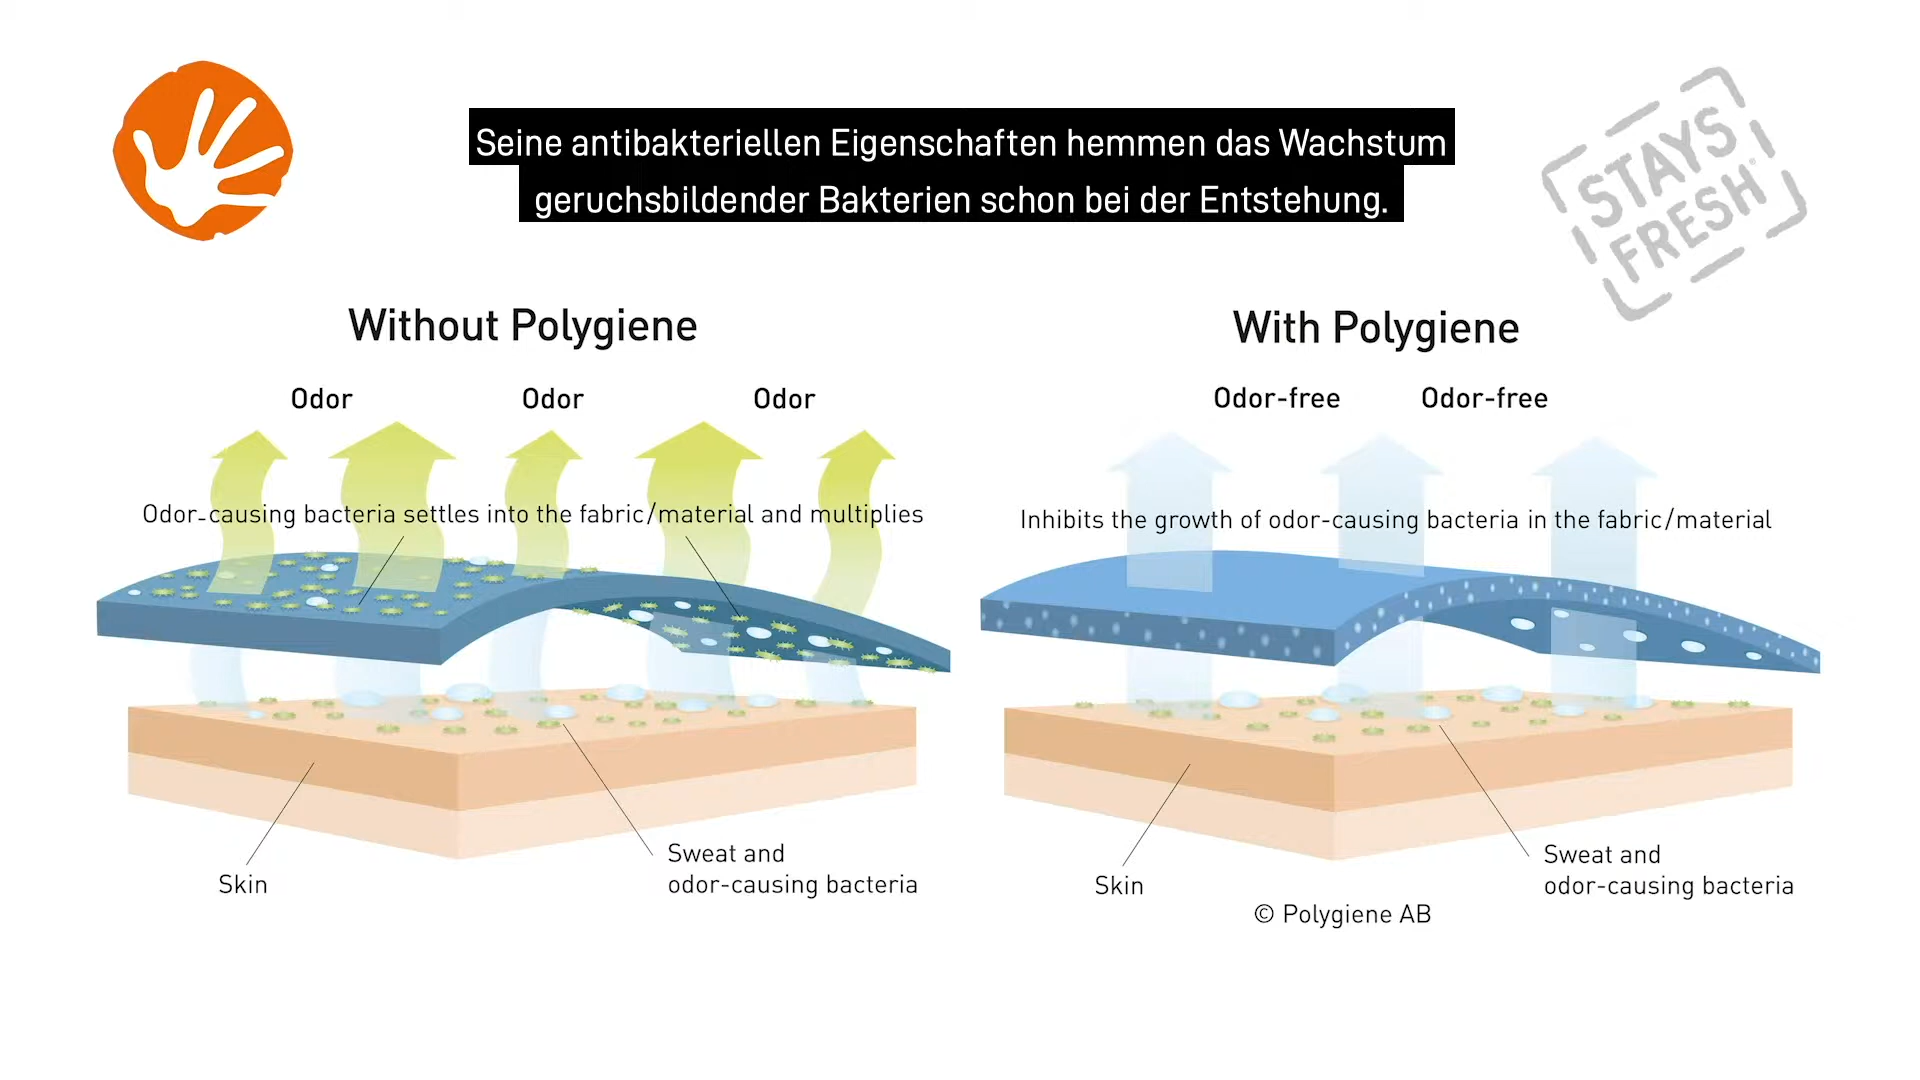 Seine antibakteriellen Eigenschaften hemmen das Wachstum
geruchsbildender Bakterien schon bei der Entstehung.
STAYS
FRESH
Without Polygiene
Odor Odor Odor
Odor-causing bacteria settles into the fabric/material and multiplies
Skin
Sweat and
odor-causing bacteria
With Polygiene
Odor-free Odor-free
Inhibits the growth of odor-causing bacteria in the fabric/material
Skin
Sweat and
odor-causing bacteria
© Polygiene AB